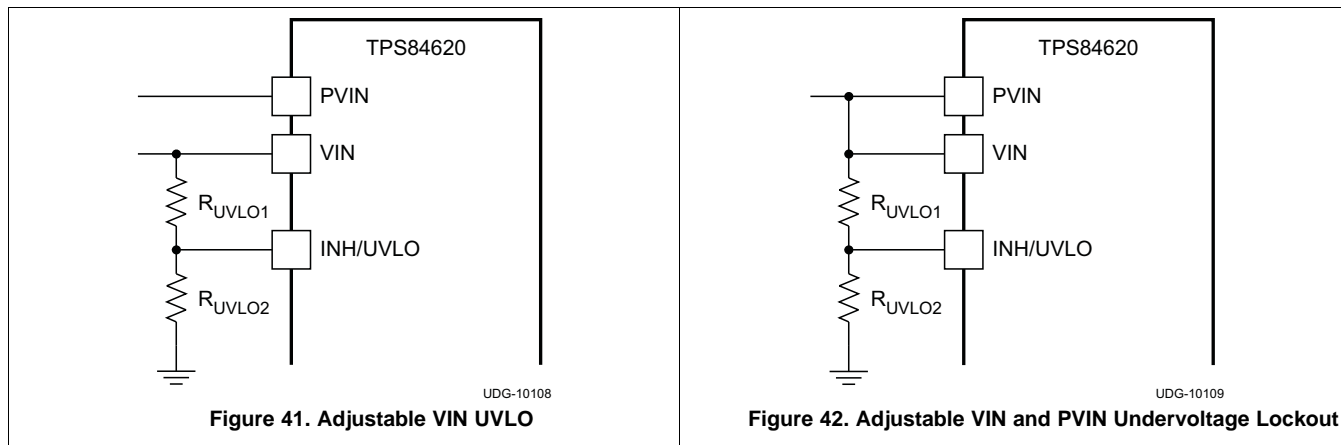 TPS84620
PVIN
VIN
RUVLO1
INH/UVLO
RUVLO2
UDG-10108
Figure 41. Adjustable VIN UVLO
TPS84620
PVIN
VIN
RUVLO1
INH/UVLO
RUVLO2
UDG-10109
Figure 42. Adjustable VIN and PVIN Undervoltage Lockout